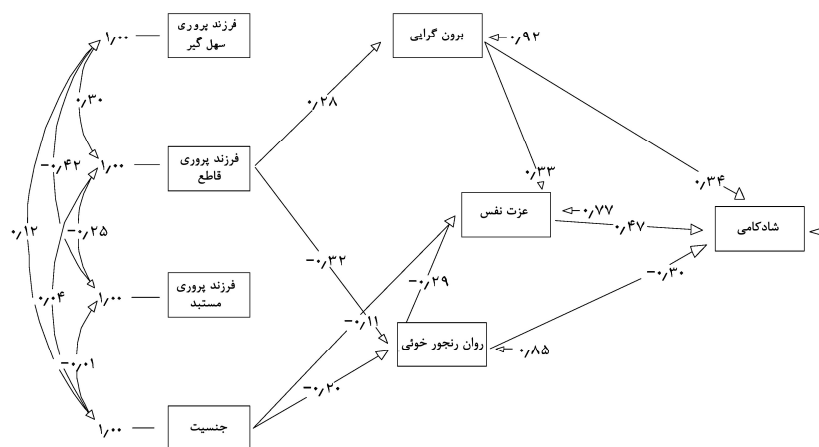 فرزند پروری
سهل گیر
۱٫۰۰
برون گرایی
۰٫۹۲
۰٫۳۰
۰٫۲۸
فرزند پروری
قاطع
۱٫۰۰
-۰٫۴۲
۰٫۳۳
۰٫۳۴
عزت نفس
۰٫۷۷
۰٫۴۷
شادکامی
۰٫۱۲
-۰٫۲۵
-۰٫۳۲
-۰٫۲۹
-۰٫۳۰
فرزند پروری
مستبد
۱٫۰۰
۰٫۰۴
-۰٫۱۱
روان رنجور خوئی
۰٫۸۵
-۰٫۰۱
-۰٫۲۰
جنسیت
۱٫۰۰